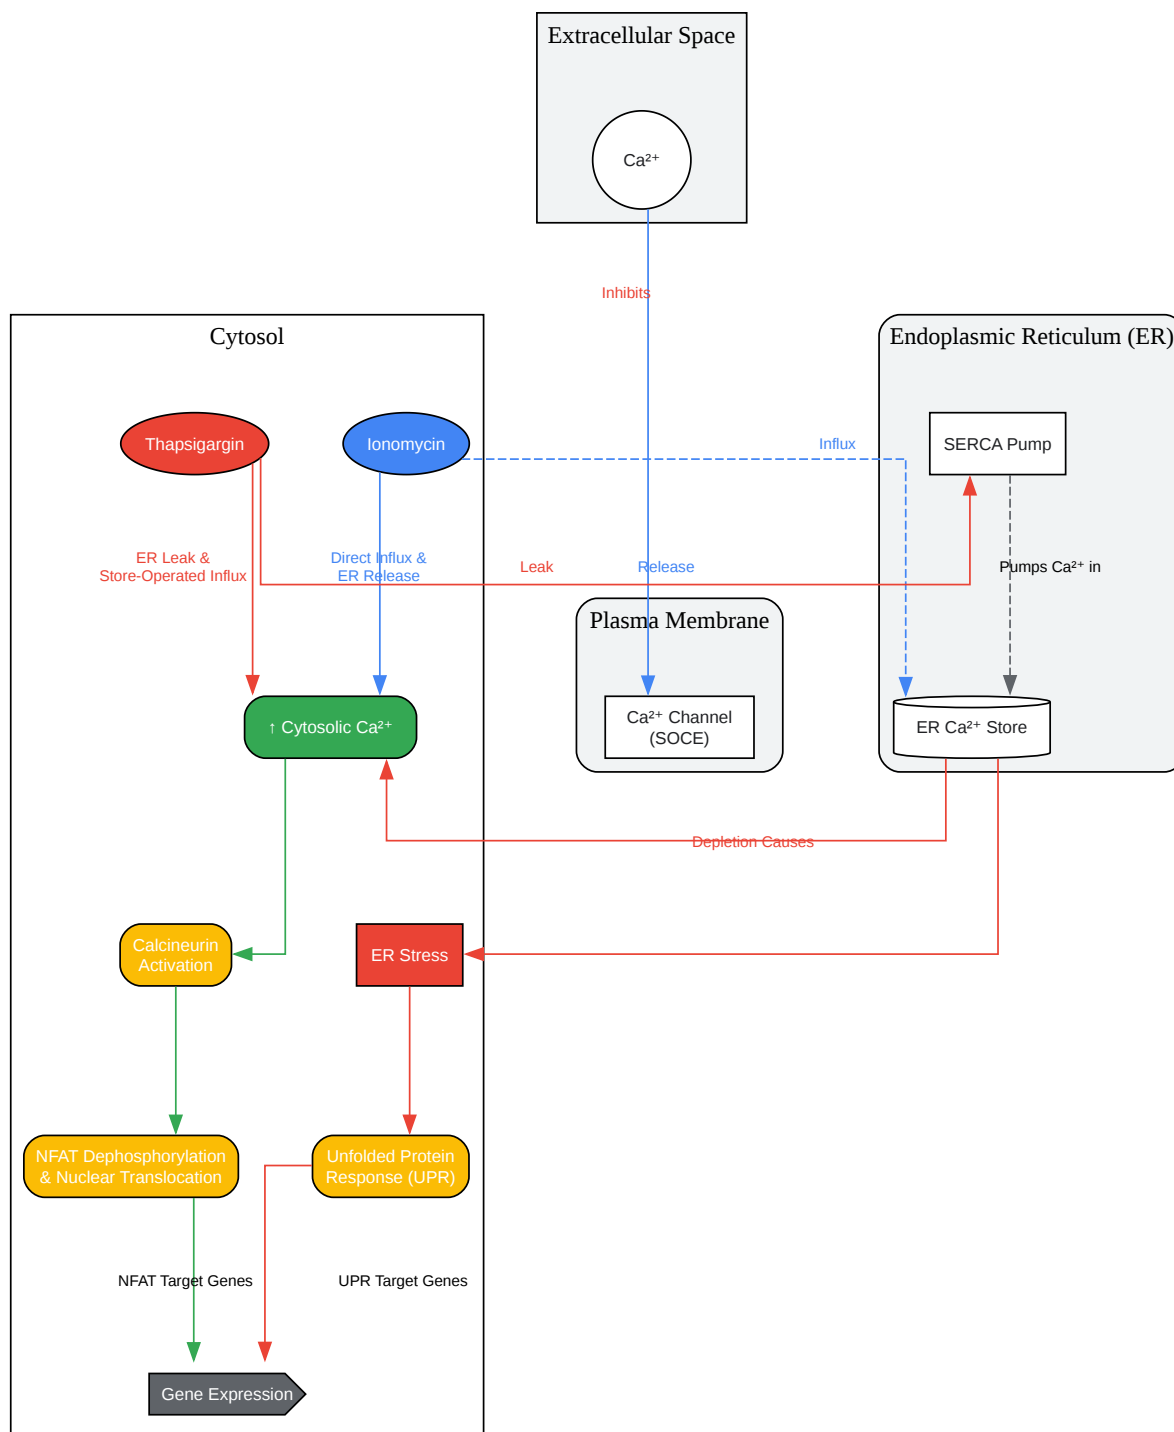 Extracellular Space
Ca²⁺
Inhibits
Cytosol
Endoplasmic Reticulum (ER)
Thapsigargin
Ionomycin
Influx
SERCA Pump
ER Leak &
Store-Operated Influx
Direct Influx &
ER Release
Leak
Release
Pumps Ca²⁺ in
Plasma Membrane
↑ Cytosolic Ca²⁺
Ca²⁺ Channel
(SOCE)
ER Ca²⁺ Store
Depletion Causes
Calcineurin
Activation
ER Stress
NFAT Dephosphorylation
& Nuclear Translocation
Unfolded Protein
Response (UPR)
NFAT Target Genes
UPR Target Genes
Gene Expression